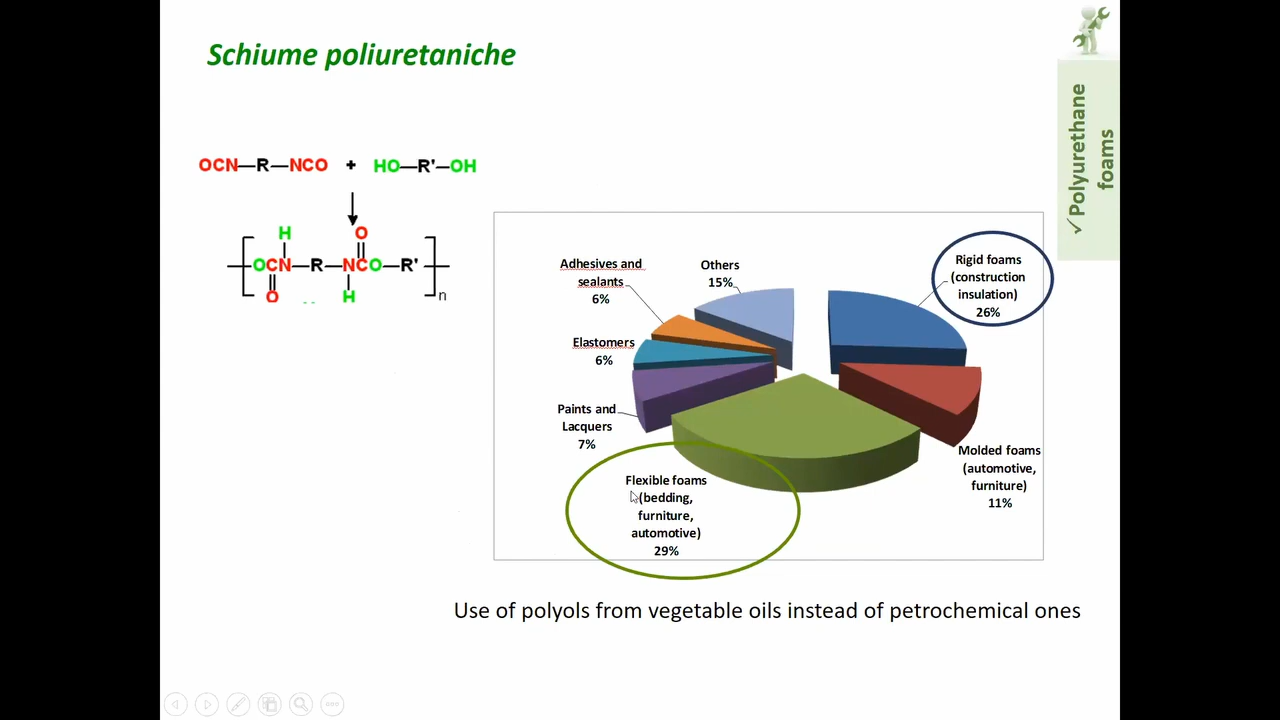 Schiume poliuretaniche
✓Polyurethane
foams
OCN—R—NCO + HO—R'—OH
H O
OCN—R—NCO—R'
O H n
Adhesives and
sealants
6%
Others
15%
Rigid foams
(construction
insulation)
26%
Elastomers
6%
Paints and
Lacquers
7%
Molded foams
(automotive,
furniture)
11%
Flexible foams
(bedding,
furniture,
automotive)
29%
Use of polyols from vegetable oils instead of petrochemical ones